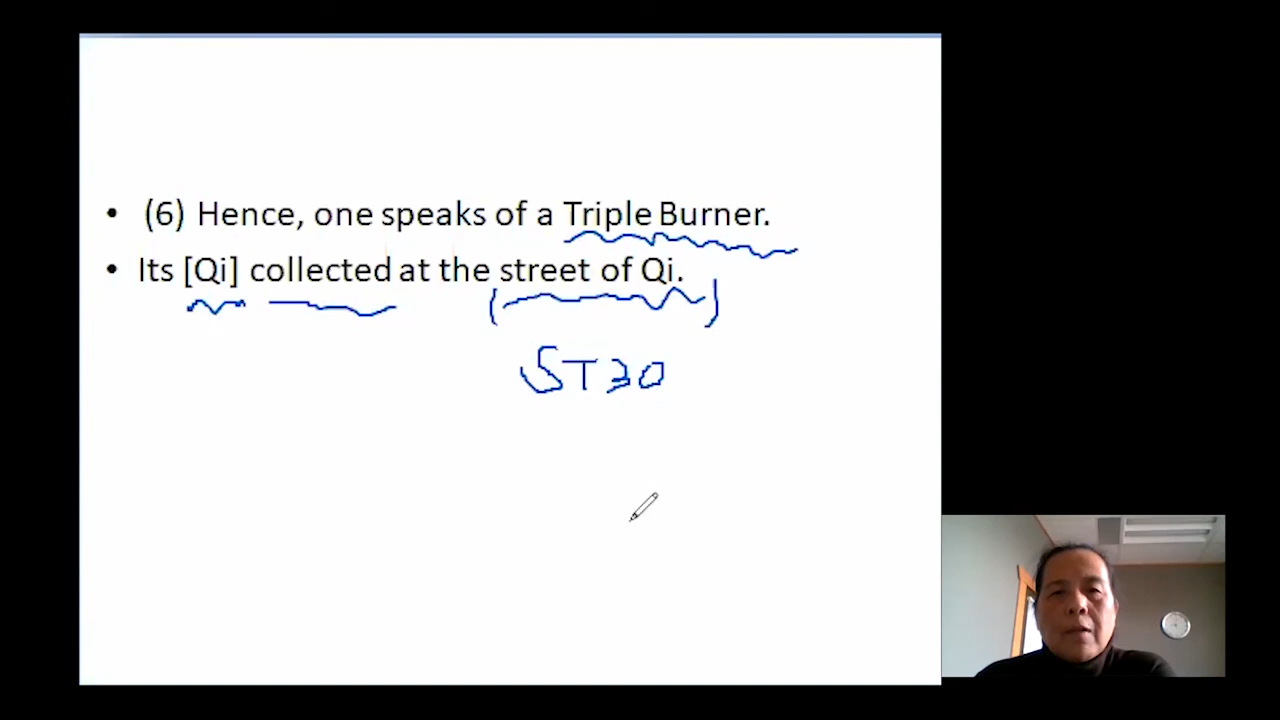 • (6) Hence, one speaks of a Triple Burner.
• Its [Qi] collected at the street of Qi.
ST30